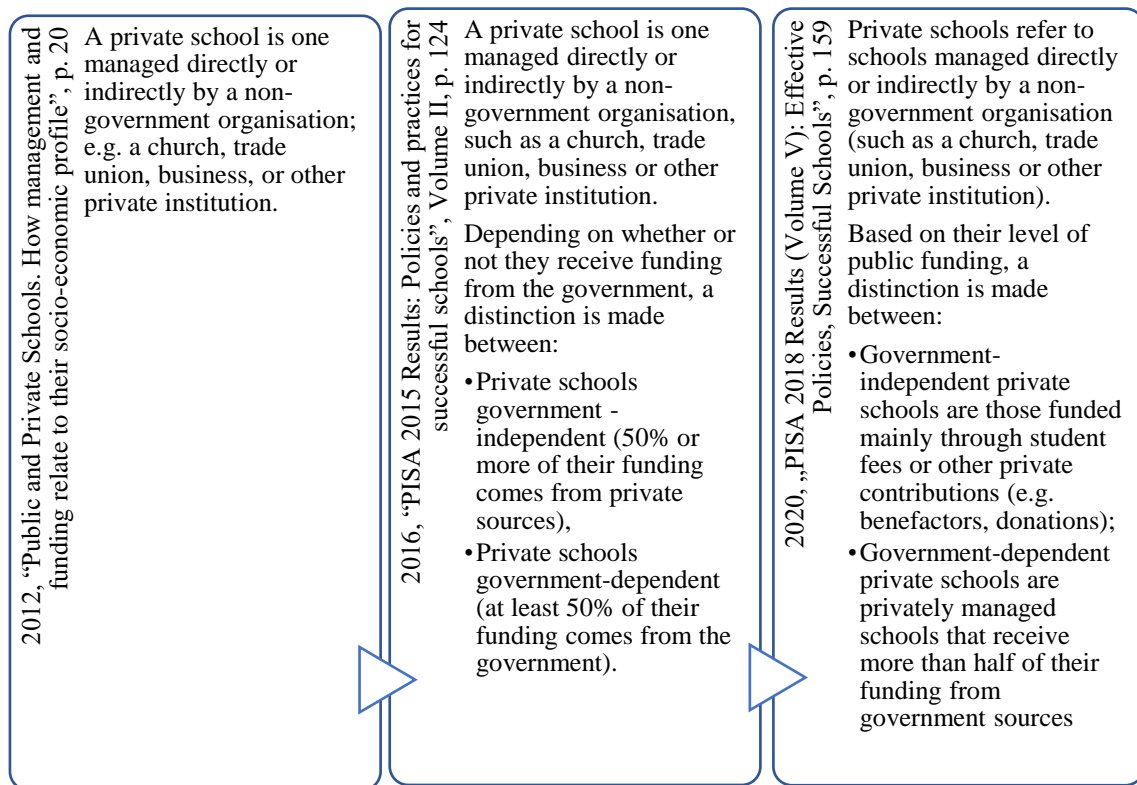 2012, “Public and Private Schools. How management and
funding relate to their socio-economic profile”, p. 20
A private school is one
managed directly or
indirectly by a non-
government organisation;
e.g. a church, trade
union, business, or other
private institution.
2016, “PISA 2015 Results: Policies and practices for
successful schools”, Volume II, p. 124
A private school is one
managed directly or
indirectly by a non-
government organisation,
such as a church, trade
union, business or other
private institution.
Depending on whether or
not they receive funding
from the government, a
distinction is made
between:
•Private schools
government -
independent (50% or
more of their funding
comes from private
sources),
•Private schools
government-dependent
(at least 50% of their
funding comes from the
government).
2020, „PISA 2018 Results (Volume V): Effective
Policies, Successful Schools”, p. 159
Private schools refer to
schools managed directly
or indirectly by a non-
government organisation
(such as a church, trade
union, business or other
private institution).
Based on their level of
public funding, a
distinction is made
between:
•Government-
independent private
schools are those funded
mainly through student
fees or other private
contributions (e.g.
benefactors, donations);
•Government-dependent
private schools are
privately managed
schools that receive
more than half of their
funding from
government sources